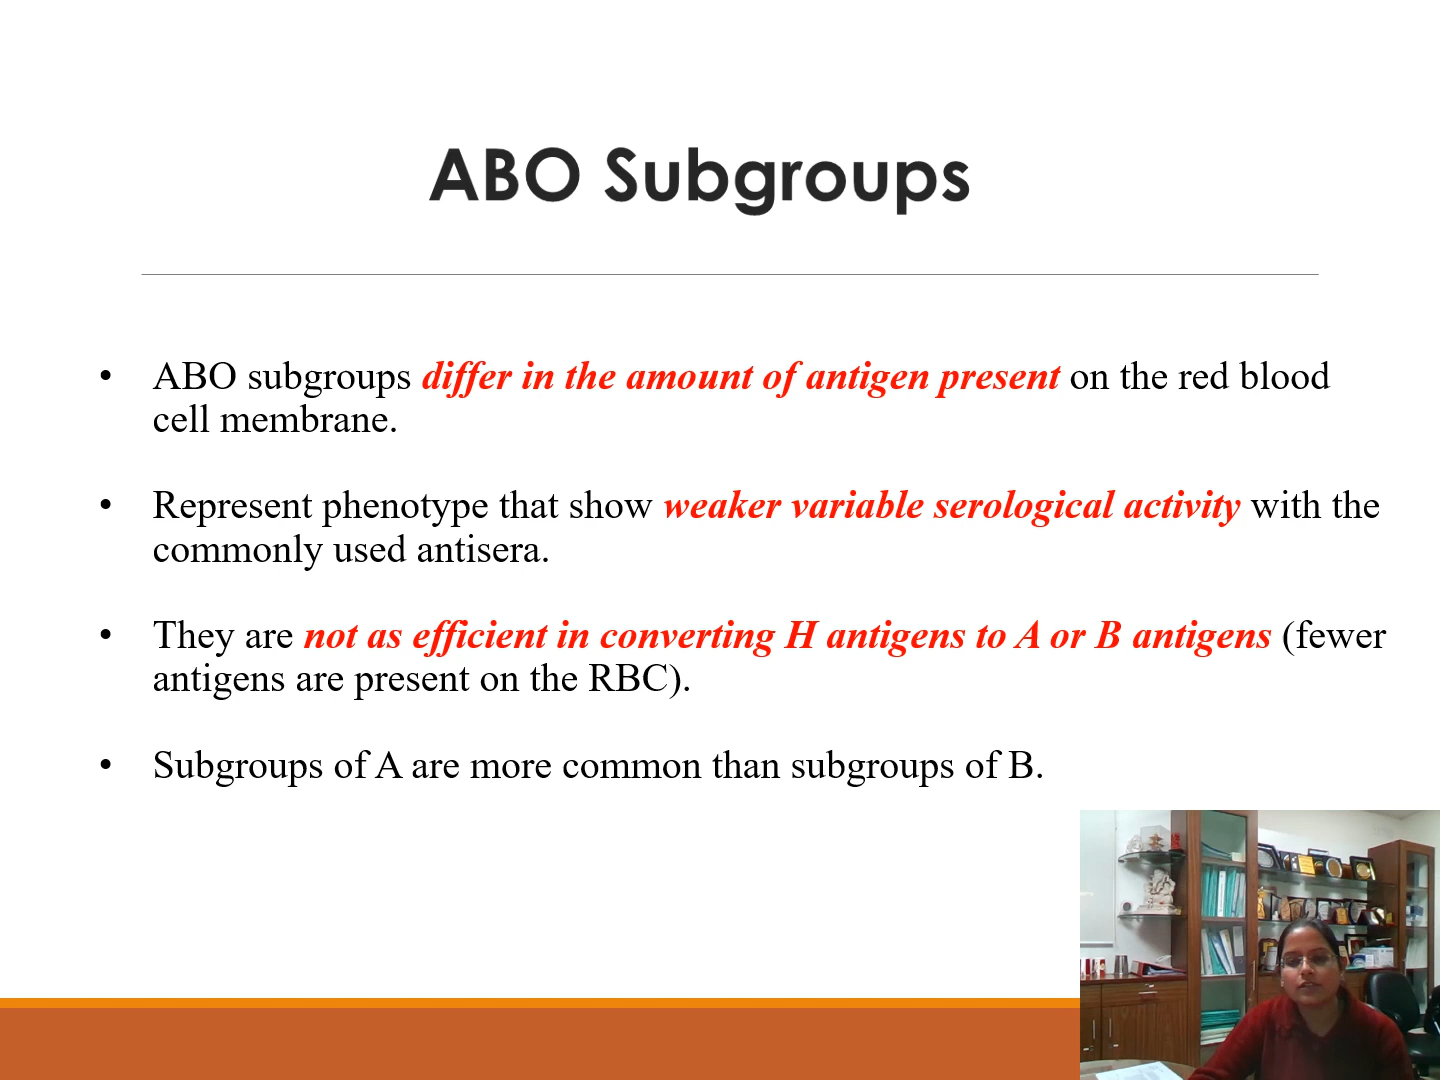 ABO Subgroups
• ABO subgroups differ in the amount of antigen present on the red blood
cell membrane.
• Represent phenotype that show weaker variable serological activity with the
commonly used antisera.
• They are not as efficient in converting H antigens to A or B antigens (fewer
antigens are present on the RBC).
• Subgroups of A are more common than subgroups of B.